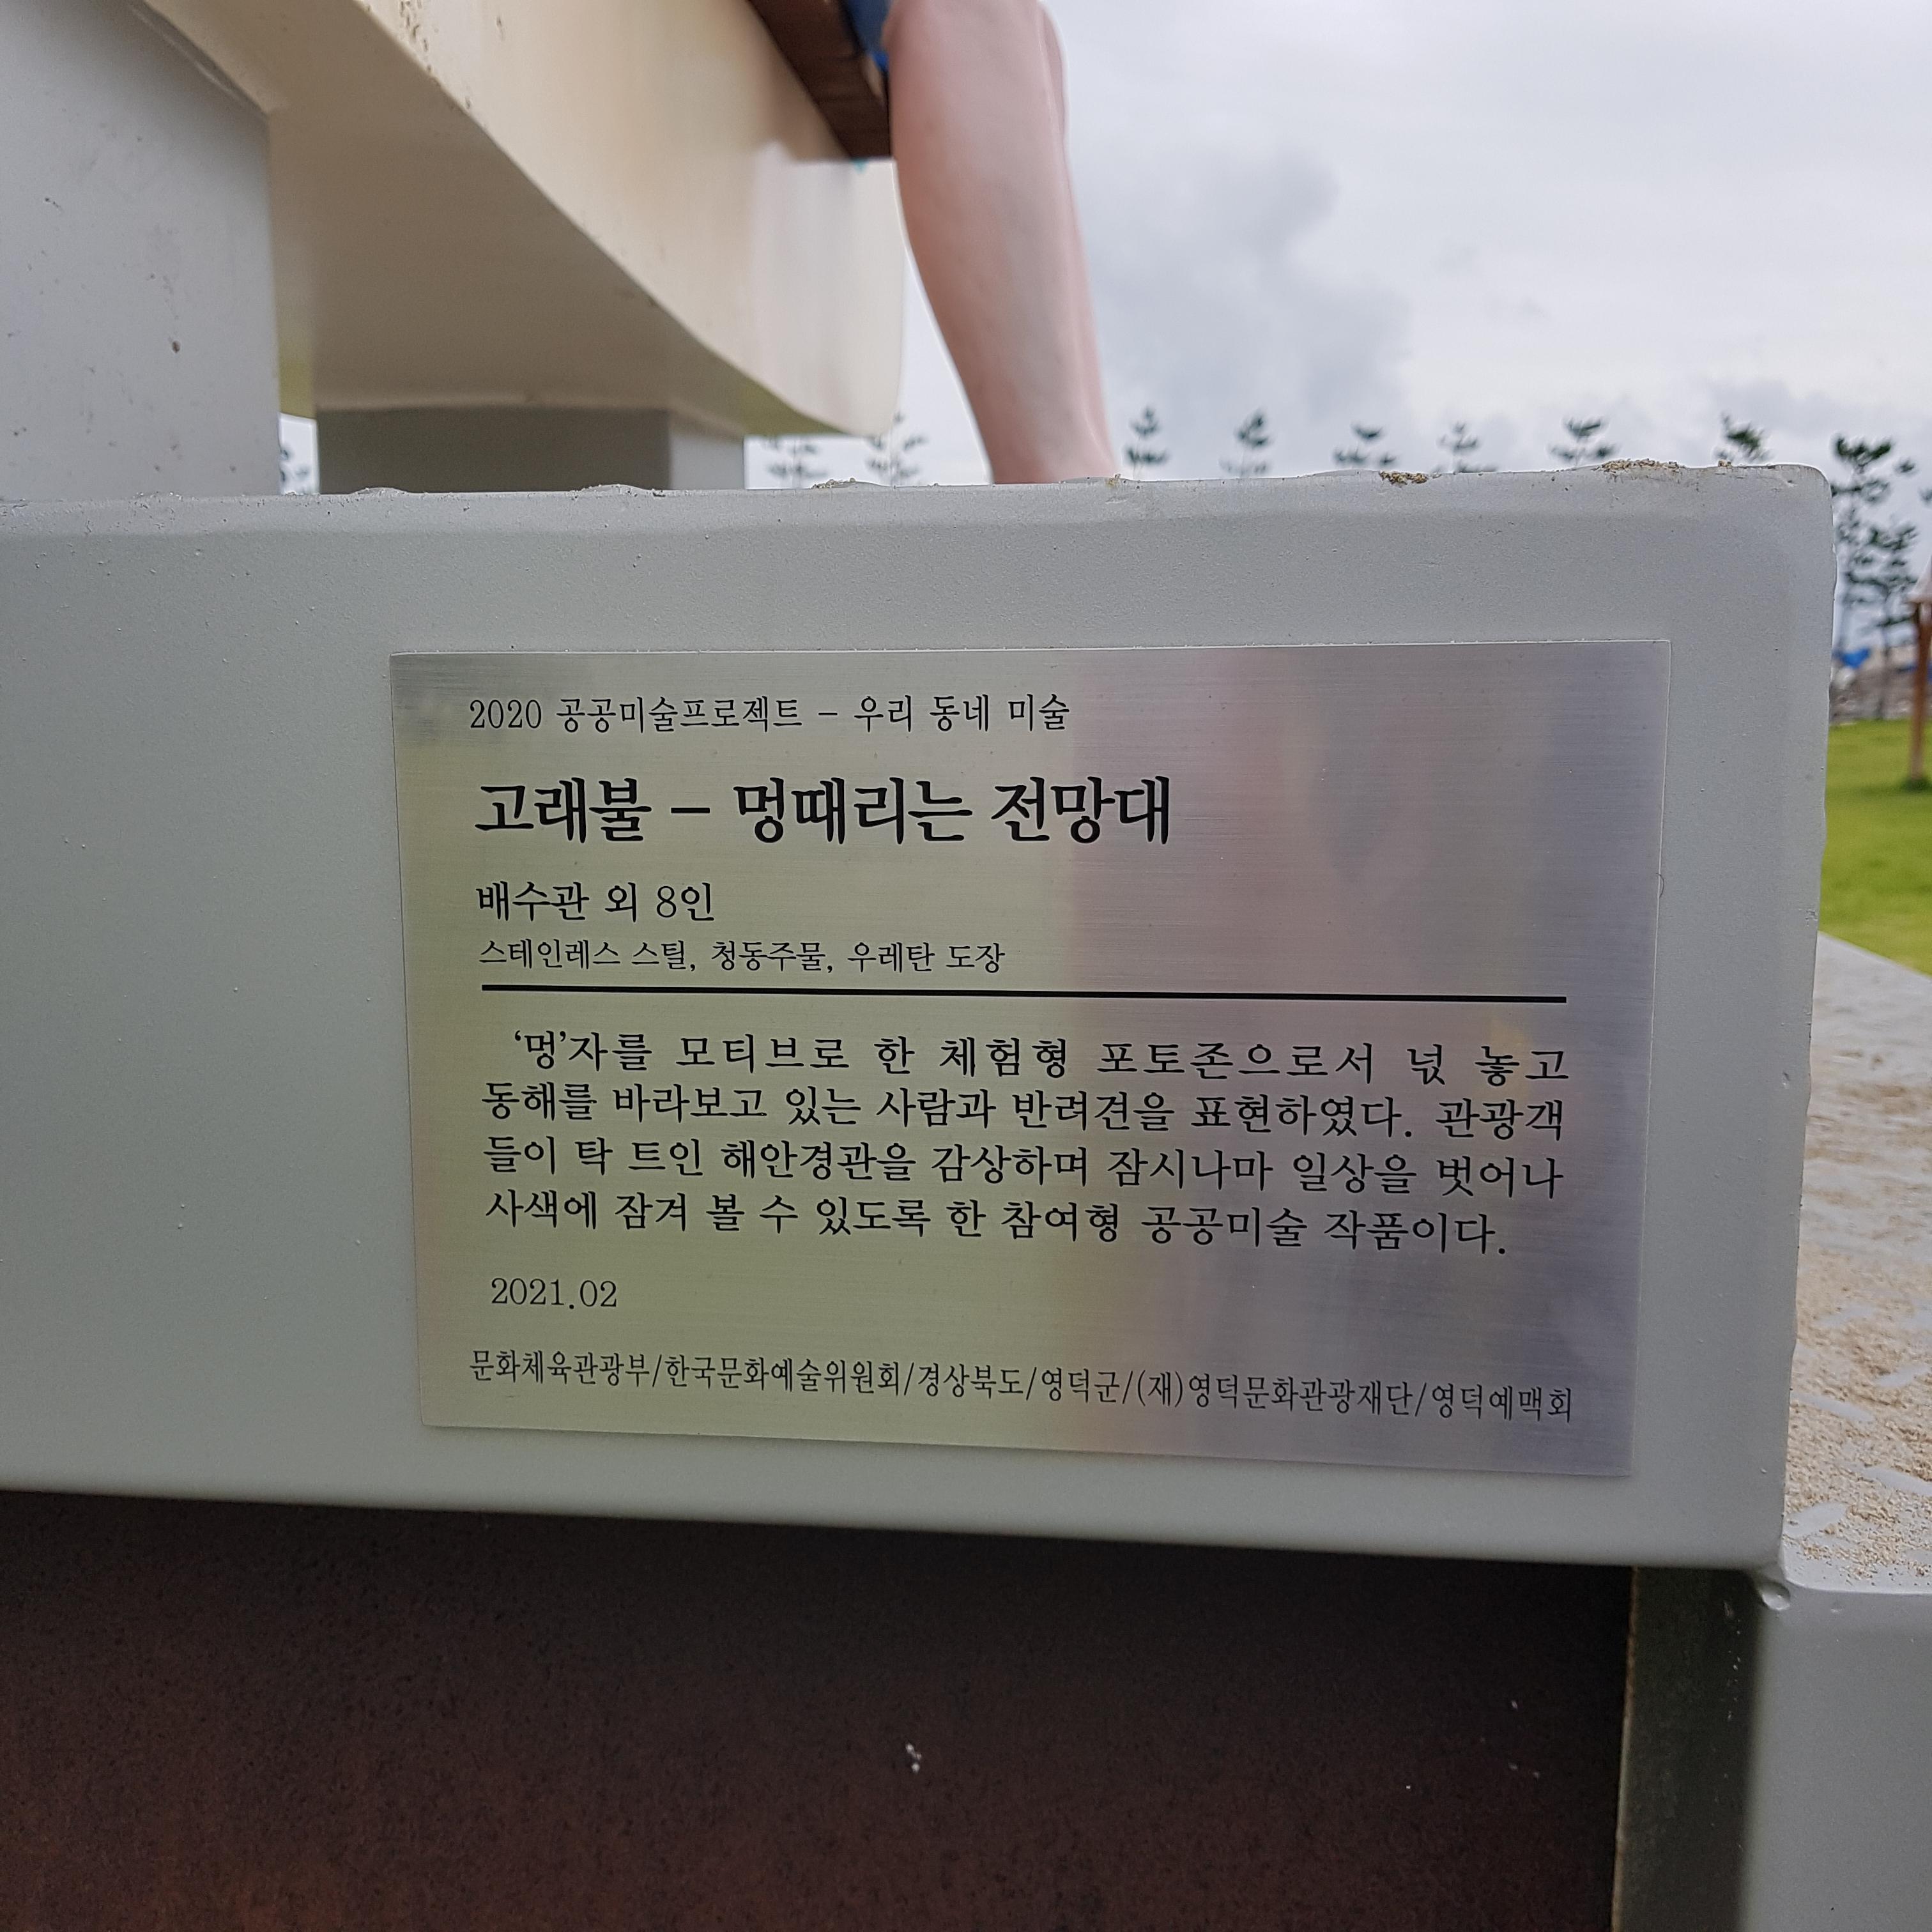 2020 공공미술프로젝트 - 우리 동네 미술
고래불 - 멍때리는 전망대
배수관 외 8인
스테인레스 스틸, 청동주물, 우레탄 도장
‘멍’자를 모티브로 한 체험형 포토존으로서 넋 놓고
동해를 바라보고 있는 사람과 반려견을 표현하였다. 관광객
들이 탁 트인 해안경관을 감상하며 잠시나마 일상을 벗어나
사색에 잠겨 볼 수 있도록 한 참여형 공공미술 작품이다.
2021.02
문화체육관광부/한국문화예술위원회/경상북도/영덕군/(재)영덕문화관광재단/영덕예맥회